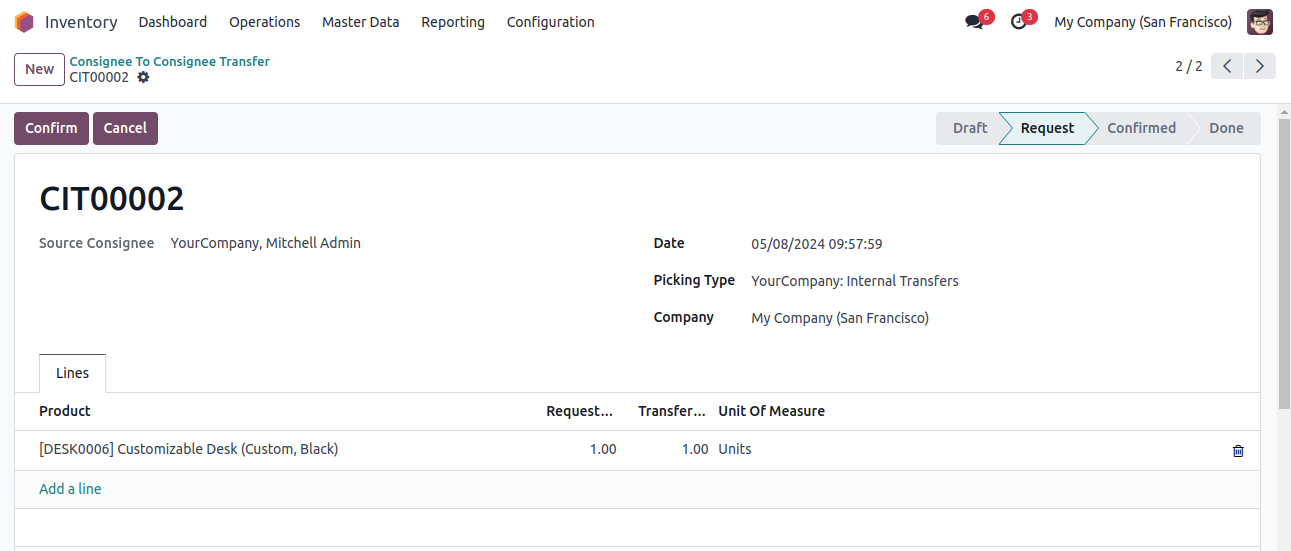 Inventory Dashboard Operations Master Data Reporting Configuration 6 3 My Company (San Francisco)
New Consignee To Consignee Transfer
CIT00002 2 / 2
Confirm Cancel Draft Request Confirmed Done
CIT00002
Source Consignee YourCompany, Mitchell Admin Date 05/08/2024 09:57:59
Picking Type YourCompany: Internal Transfers
Company My Company (San Francisco)
Lines
Product Request... Transfer... Unit Of Measure
[DESK0006] Customizable Desk (Custom, Black) 1.00 1.00 Units
Add a line